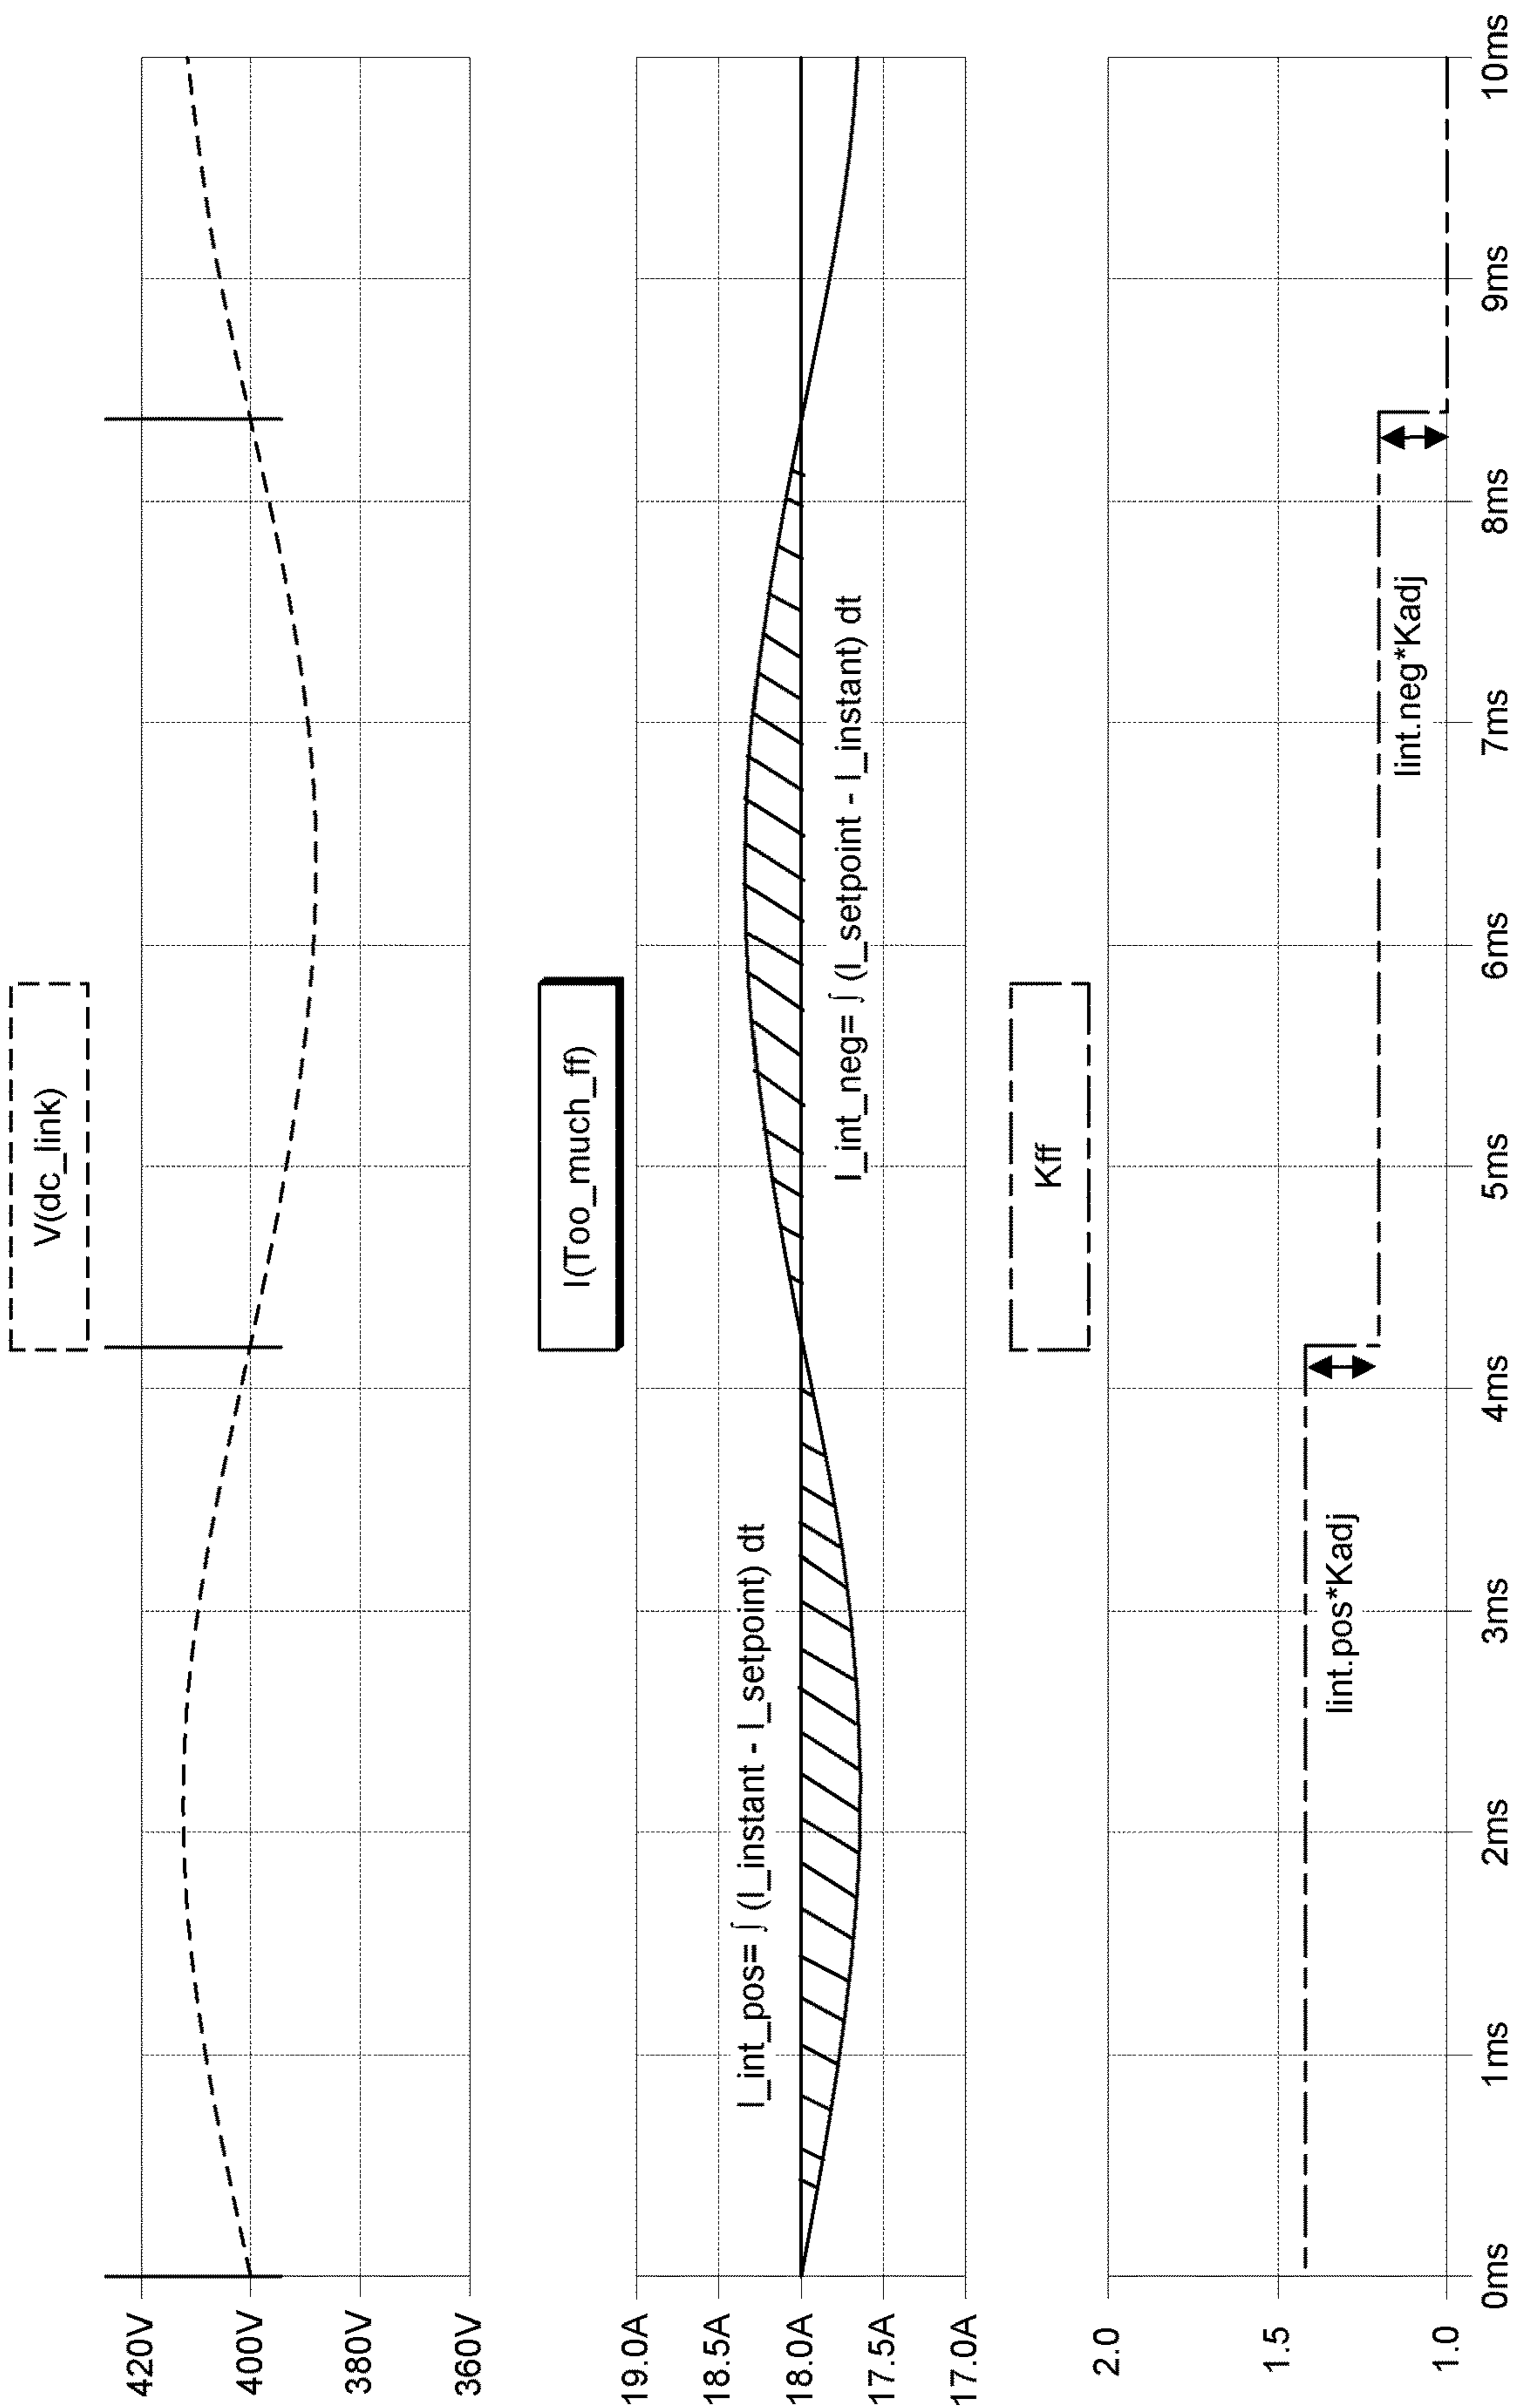 V(dc_link)
420V
400V
380V
360V
I(Too_much_ff)
19.0A
18.5A
18.0A
17.5A
17.0A
I_int_pos= ∫ (I_instant - I_setpoint) dt
I_int_neg= ∫ (I_setpoint - I_instant) dt
Kff
2.0
1.5
1.0
Iint.pos*Kadj
Iint.neg*Kadj
0ms
1ms
2ms
3ms
4ms
5ms
6ms
7ms
8ms
9ms
10ms